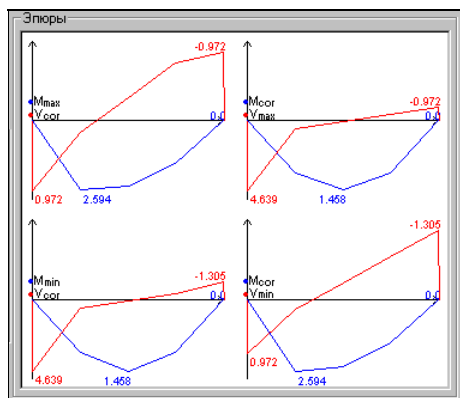 Эпюры
-0.972
Mmax
Vcor
0.0
0.972 2.594
-0.972
Mcor
Vmax
0.0
4.639 1.458
-1.305
Mmin
Vcor
0.0
4.639 1.458
-1.305
Mcor
Vmin
0.0
0.972
2.594